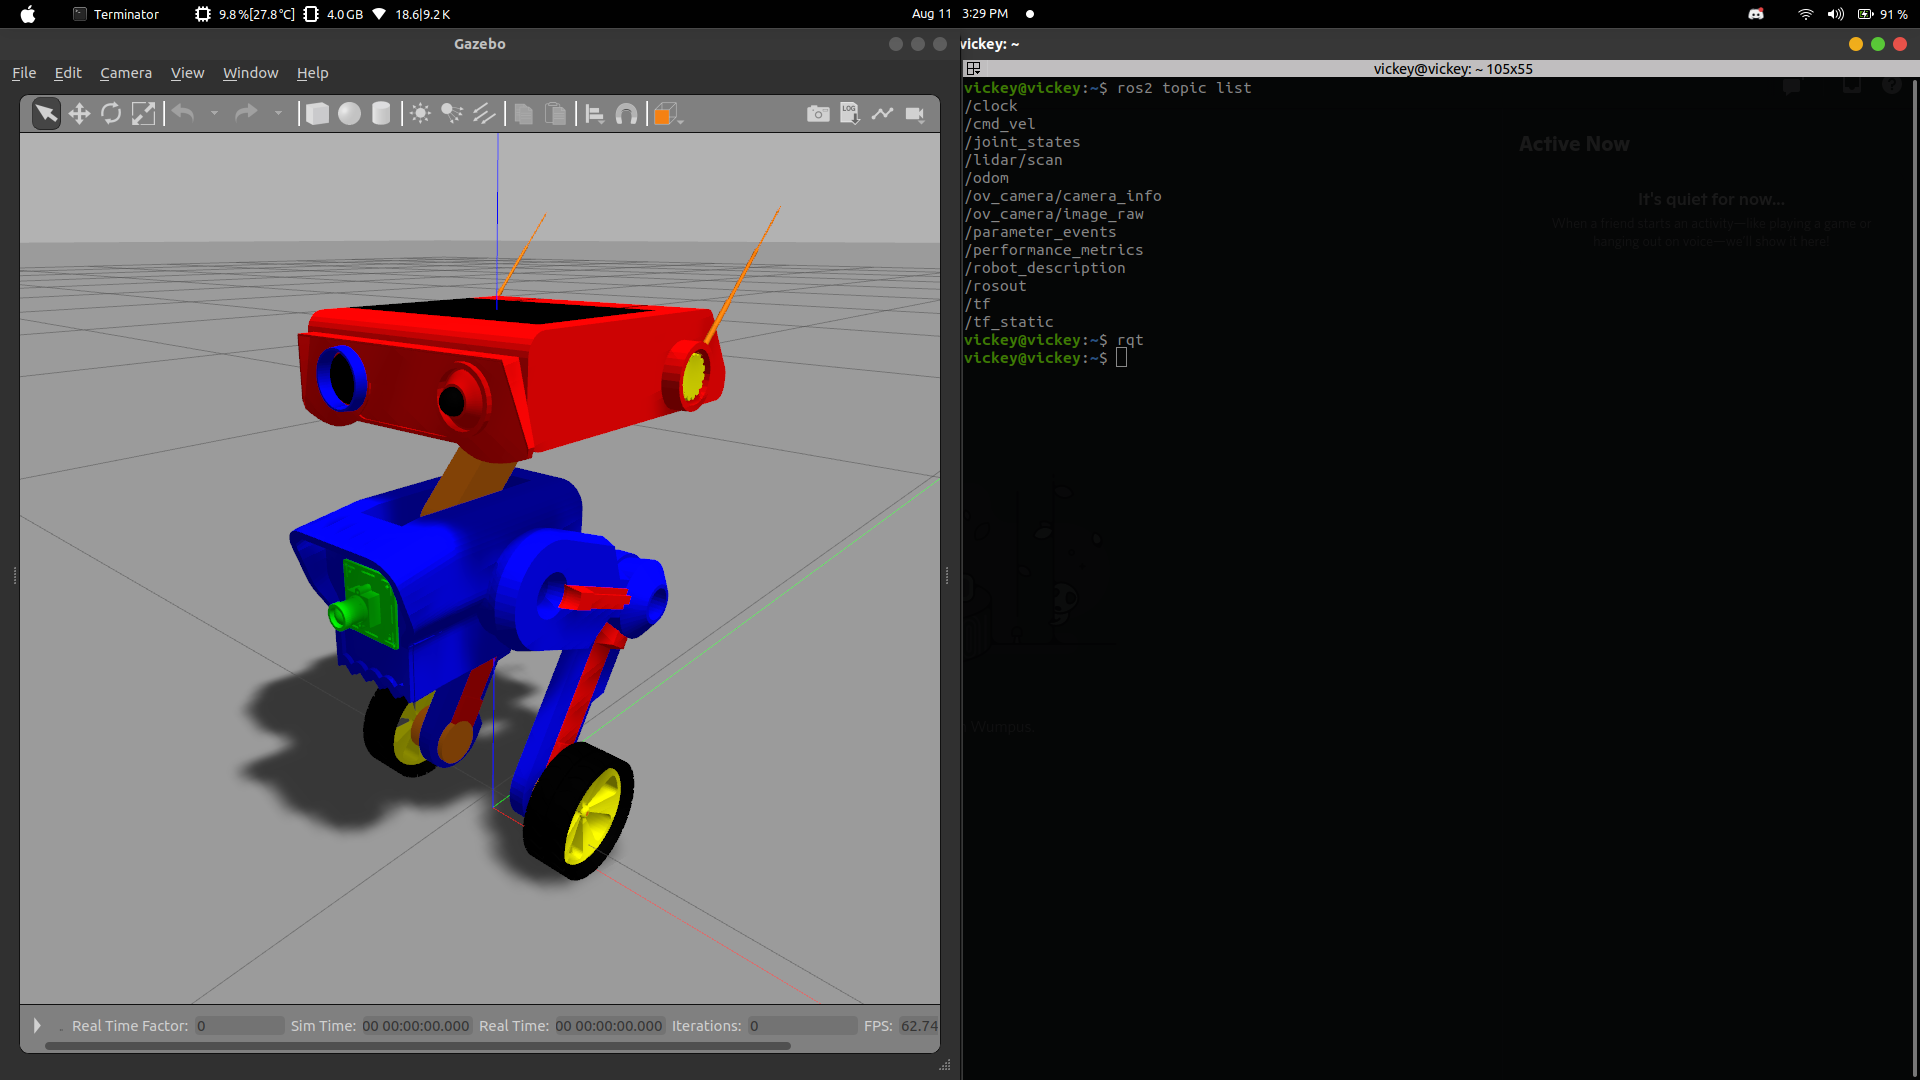 Terminator 9.8 %[27.8 °C] 4.0 GB 18.6|9.2 K Aug 11 3:29 PM 91 %
Gazebo
File Edit Camera View Window Help
LOG
Real Time Factor: 0 Sim Time: 00 00:00:00.000 Real Time: 00 00:00:00.000 Iterations: 0 FPS: 62.74
vickey: ~
vickey@vickey: ~ 105x55
vickey@vickey:~$ ros2 topic list
/clock
/cmd_vel
/joint_states
/lidar/scan
/odom
/ov_camera/camera_info
/ov_camera/image_raw
/parameter_events
/performance_metrics
/robot_description
/rosout
/tf
/tf_static
vickey@vickey:~$ rqt
vickey@vickey:~$
Active Now
It's quiet for now...
When a friend starts an activity—like playing a game or
hanging out on voice—we'll show it here!
Wumpus.